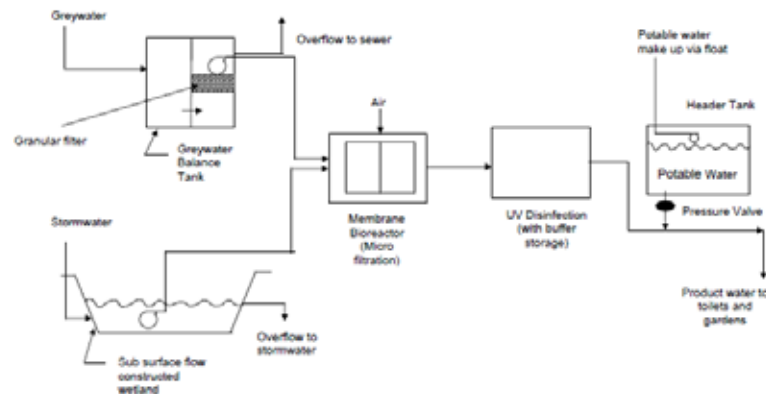 Greywater
Overflow to sewer
Granular filter
Greywater
Balance
Tank
Stormwater
Sub surface flow
constructed
wetland
Overflow to
stormwater
Air
Membrane
Bioreactor
(Micro
filtration)
UV Disinfection
(with buffer
storage)
Potable water
make up via float
Header Tank
Potable Water
Pressure Valve
Product water to
toilets and
gardens